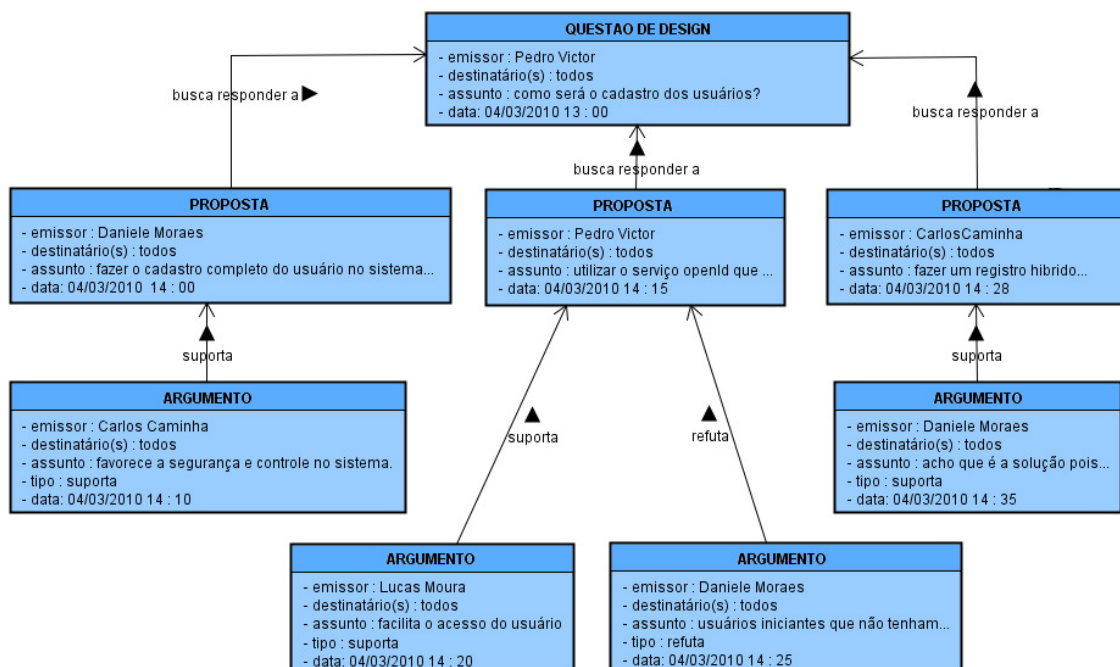 QUESTAO DE DESIGN
- emissor : Pedro Victor
- destinatário(s) : todos
- assunto : como será o cadastro dos usuários?
- data: 04/03/2010 13 : 00
busca responder a
busca responder a
busca responder a
PROPOSTA
- emissor : Daniele Moraes
- destinatário(s) : todos
- assunto : fazer o cadastro completo do usuário no sistema...
- data: 04/03/2010 14 : 00
PROPOSTA
- emissor : Pedro Victor
- destinatário(s) : todos
- assunto : utilizar o serviço openId que ...
- data: 04/03/2010 14 : 15
PROPOSTA
- emissor : CarlosCaminha
- destinatário(s) : todos
- assunto : fazer um registro hibrido...
- data: 04/03/2010 14 : 28
suporta
suporta
refuta
suporta
ARGUMENTO
- emissor : Carlos Caminha
- destinatário(s) : todos
- assunto : favorece a segurança e controle no sistema.
- tipo : suporta
- data: 04/03/2010 14 : 10
ARGUMENTO
- emissor : Daniele Moraes
- destinatário(s) : todos
- assunto : acho que é a solução pois...
- tipo : suporta
- data: 04/03/2010 14 : 35
ARGUMENTO
- emissor : Lucas Moura
- destinatário(s) : todos
- assunto : facilita o acesso do usuário
- tipo : suporta
- data: 04/03/2010 14 : 20
ARGUMENTO
- emissor : Daniele Moraes
- destinatário(s) : todos
- assunto : usuários iniciantes que não tenham...
- tipo : refuta
- data: 04/03/2010 14 : 25